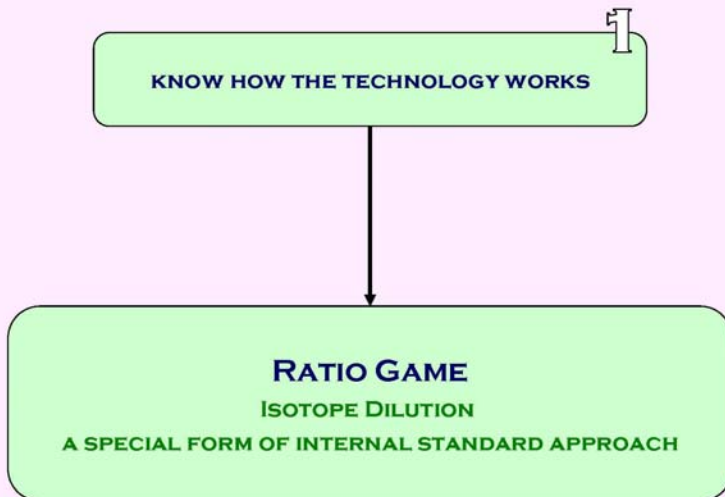 1
KNOW HOW THE TECHNOLOGY WORKS
RATIO GAME
ISOTOPE DILUTION
A SPECIAL FORM OF INTERNAL STANDARD APPROACH